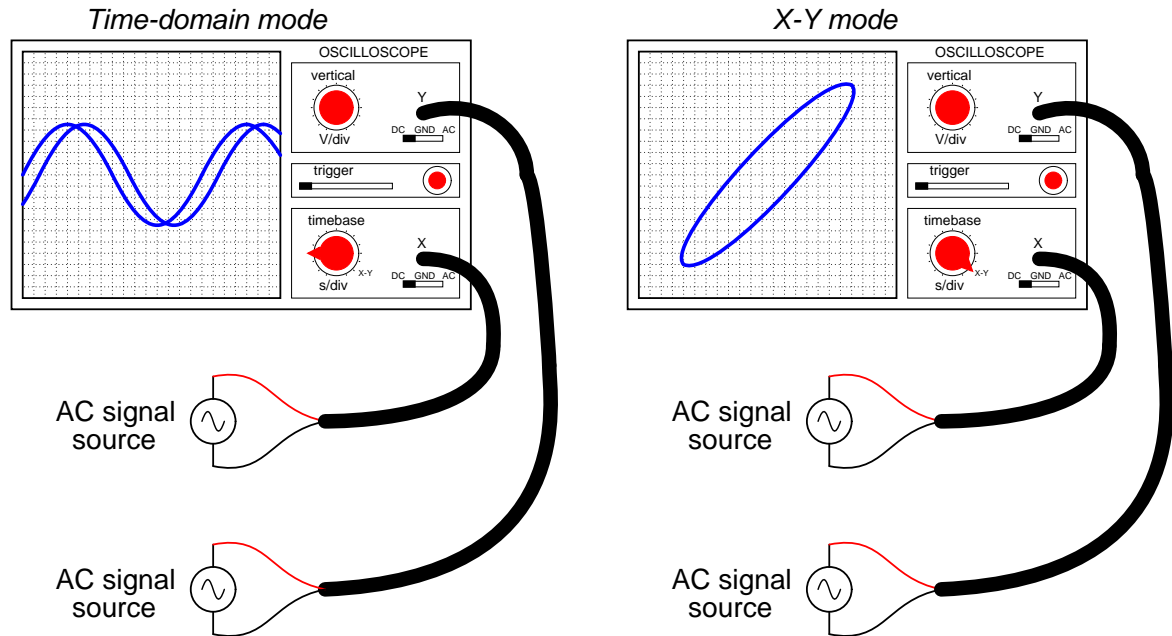 Time-domain mode
OSCILLOSCOPE
vertical
Y
DC GND AC
V/div
trigger
timebase
X
X-Y
DC GND AC
s/div
AC signal
source
AC signal
source
X-Y mode
OSCILLOSCOPE
vertical
Y
DC GND AC
V/div
trigger
timebase
X
X-Y
DC GND AC
s/div
AC signal
source
AC signal
source